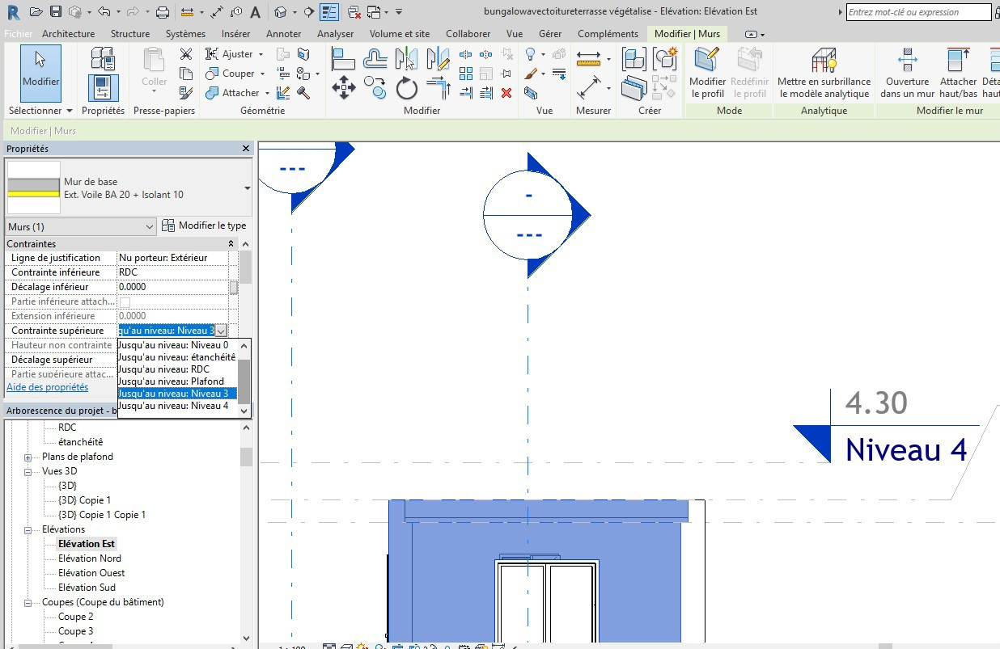 bungalowavectoitureterrasse végétalise - Elévation: Elévation Est
Entrez mot-clé ou expression
Fichier Architecture Structure Systèmes Insérer Annoter Analyser Volume et site Collaborer Vue Gérer Compléments Modifier | Murs
Modifier
Coller
Ajuster
Couper
Attacher
Modifier le profil
Redéfinir le profil
Mettre en surbrillance le modèle analytique
Ouverture dans un mur
Attacher haut/bas
Sélectionner Propriétés Presse-papiers Géométrie Modifier Vue Mesurer Créer Mode Analytique Modifier le mur
Modifier | Murs
Propriétés
Mur de base
Ext. Voile BA 20 + Isolant 10
Murs (1) Modifier le type
Contraintes
Ligne de justification Nu porteur: Extérieur
Contrainte inférieure RDC
Décalage inférieur 0.0000
Partie inférieure attach...
Extension inférieure 0.0000
Contrainte supérieure qu'au niveau: Niveau 3
Hauteur non contrainte Jusqu'au niveau: Niveau 0
Jusqu'au niveau: étanchéité
Décalage supérieur Jusqu'au niveau: RDC
Partie supérieure attac... Jusqu'au niveau: Plafond
Aide des propriétés Jusqu'au niveau: Niveau 3
Jusqu'au niveau: Niveau 4
Arborescence du projet - b
RDC
étanchéité
Plans de plafond
Vues 3D
{3D}
{3D} Copie 1
{3D} Copie 1 Copie 1
Elévations
Elévation Est
Elévation Nord
Elévation Ouest
Elévation Sud
Coupes (Coupe du bâtiment)
Coupe 2
Coupe 3
4.30
Niveau 4